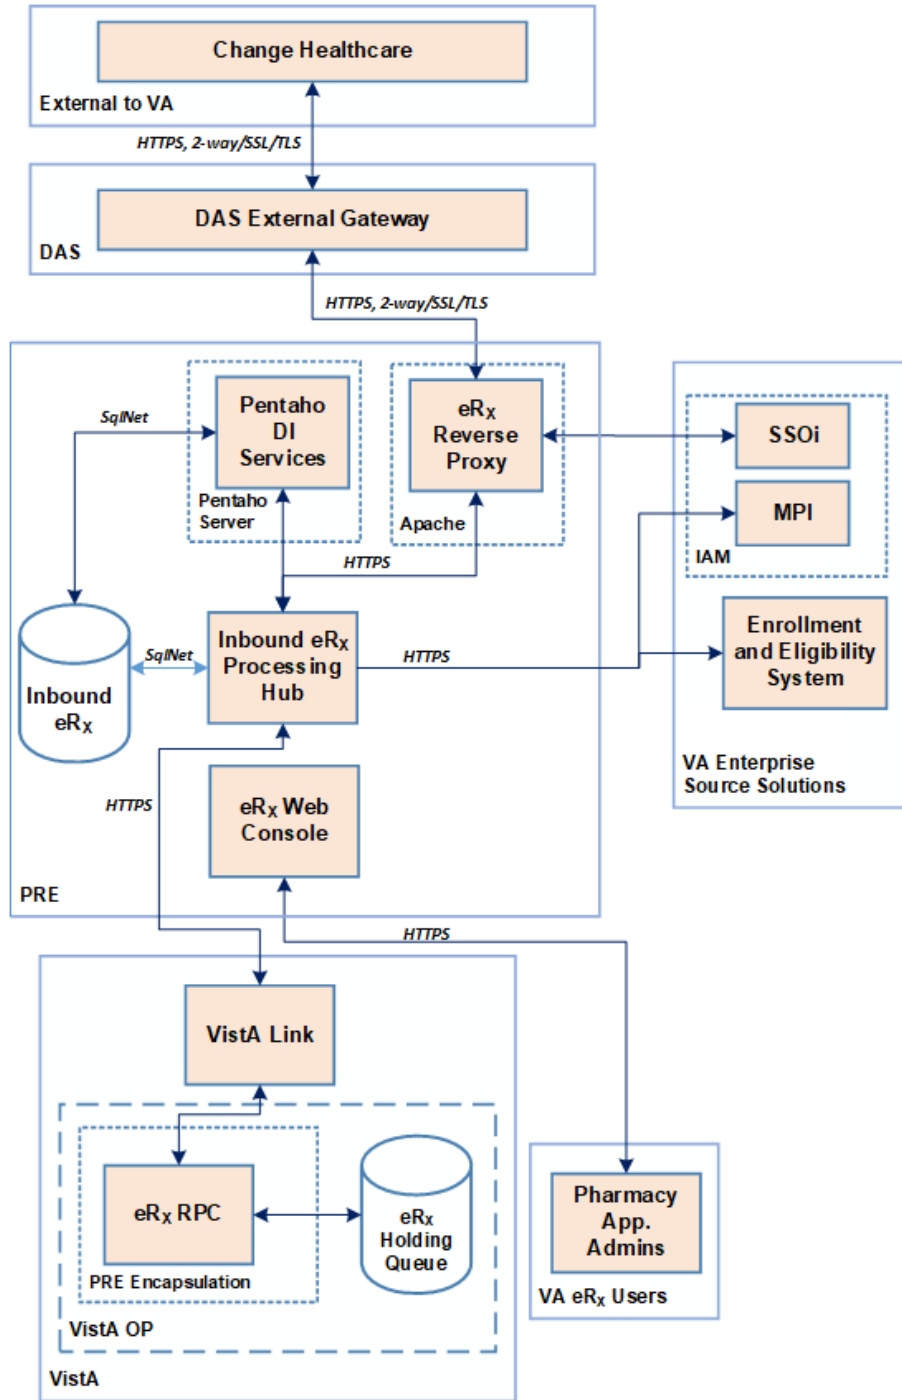 Change Healthcare
External to VA
HTTPS, 2-way/SSL/TLS
DAS External Gateway
DAS
HTTPS, 2-way/SSL/TLS
Pentaho
DI
Services
Pentaho
Server
eRx
Reverse
Proxy
Apache
SqlNet
SSOi
MPI
IAM
HTTPS
Inbound
eRx
SqlNet
Inbound eRx
Processing
Hub
HTTPS
Enrollment
and Eligibility
System
VA Enterprise
Source Solutions
HTTPS
eRx Web
Console
PRE
HTTPS
VistA Link
eRx RPC
PRE Encapsulation
eRx
Holding
Queue
VistA OP
VistA
Pharmacy
App.
Admins
VA eRx Users